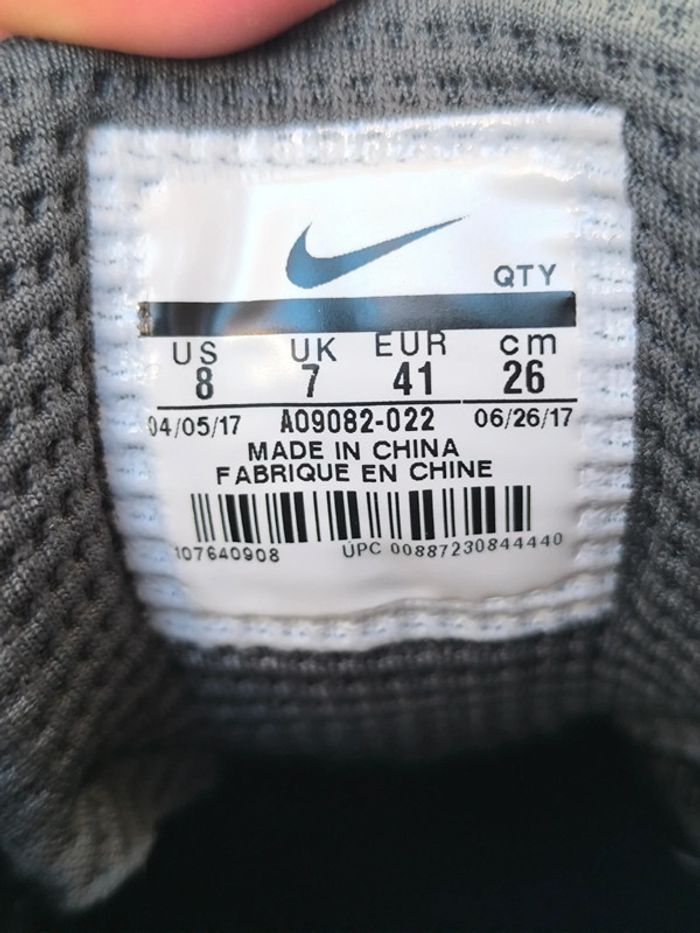 QTY
US UK EUR cm
8 7 41 26
04/05/17 AO9082-022 06/26/17
MADE IN CHINA
FABRIQUE EN CHINE
107640908 UPC 00887230844440